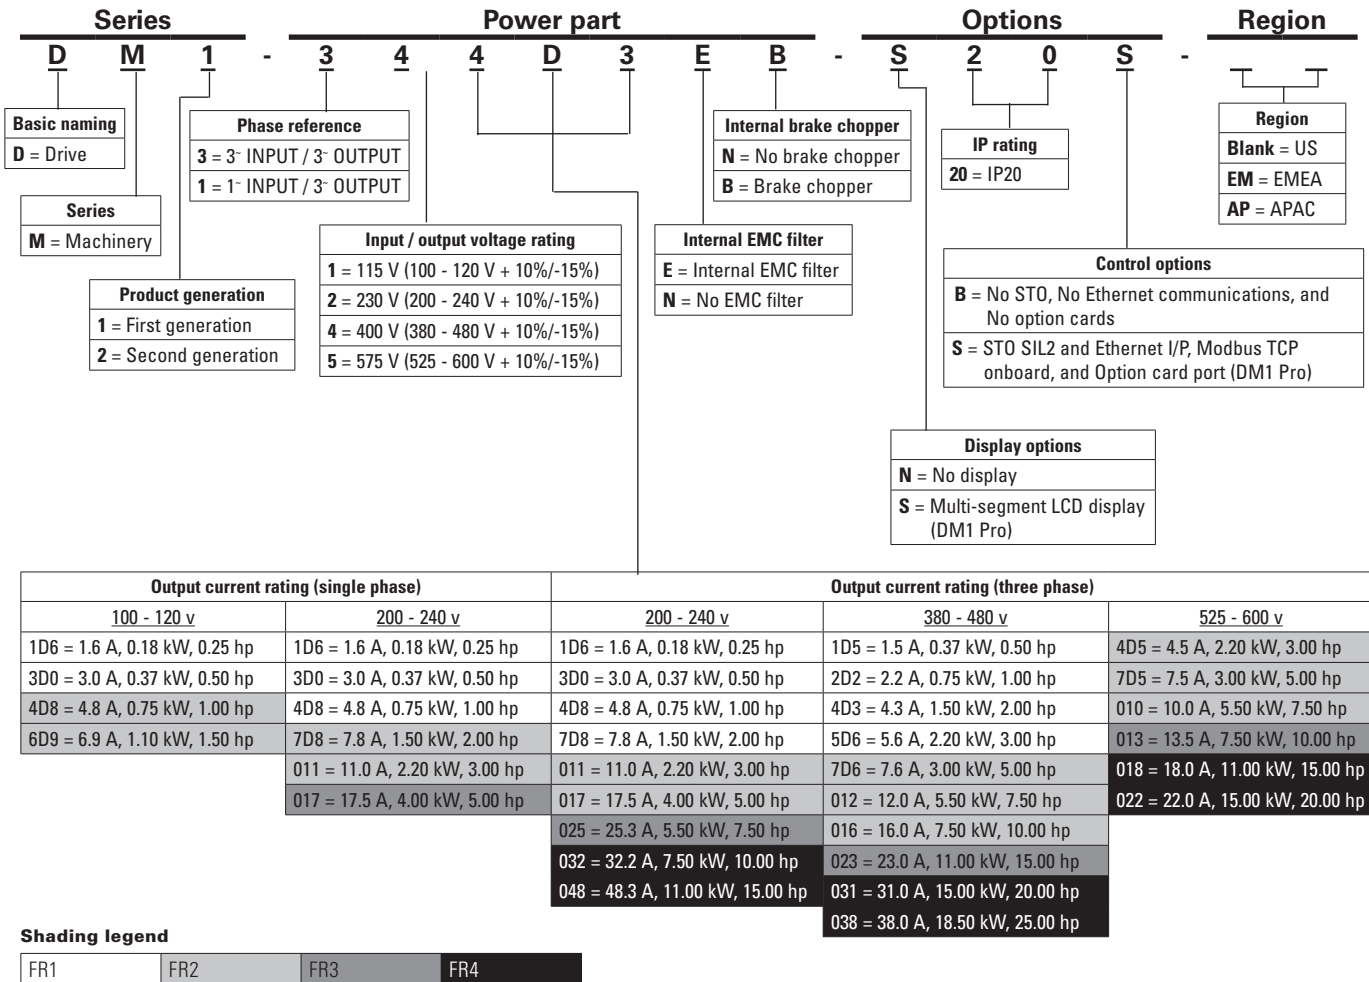 Series Power part Options Region
D M 1 - 3 4 4 D 3 E B - S 2 0 S -
Basic naming
D = Drive
Series
M = Machinery
Product generation
1 = First generation
2 = Second generation
Phase reference
3 = 3~ INPUT / 3~ OUTPUT
1 = 1~ INPUT / 3~ OUTPUT
Input / output voltage rating
1 = 115 V (100 - 120 V + 10%/-15%)
2 = 230 V (200 - 240 V + 10%/-15%)
4 = 400 V (380 - 480 V + 10%/-15%)
5 = 575 V (525 - 600 V + 10%/-15%)
Internal brake chopper
N = No brake chopper
B = Brake chopper
Internal EMC filter
E = Internal EMC filter
N = No EMC filter
IP rating
20 = IP20
Region
Blank = US
EM = EMEA
AP = APAC
Control options
B = No STO, No Ethernet communications, and
No option cards
S = STO SIL2 and Ethernet I/P, Modbus TCP
onboard, and Option card port (DM1 Pro)
Display options
N = No display
S = Multi-segment LCD display
(DM1 Pro)
Output current rating (single phase) Output current rating (three phase)
100 - 120 v 200 - 240 v 200 - 240 v 380 - 480 v 525 - 600 v
1D6 = 1.6 A, 0.18 kW, 0.25 hp 1D6 = 1.6 A, 0.18 kW, 0.25 hp 1D6 = 1.6 A, 0.18 kW, 0.25 hp 1D5 = 1.5 A, 0.37 kW, 0.50 hp 4D5 = 4.5 A, 2.20 kW, 3.00 hp
3D0 = 3.0 A, 0.37 kW, 0.50 hp 3D0 = 3.0 A, 0.37 kW, 0.50 hp 3D0 = 3.0 A, 0.37 kW, 0.50 hp 2D2 = 2.2 A, 0.75 kW, 1.00 hp 7D5 = 7.5 A, 3.00 kW, 5.00 hp
4D8 = 4.8 A, 0.75 kW, 1.00 hp 4D8 = 4.8 A, 0.75 kW, 1.00 hp 4D8 = 4.8 A, 0.75 kW, 1.00 hp 4D3 = 4.3 A, 1.50 kW, 2.00 hp 010 = 10.0 A, 5.50 kW, 7.50 hp
6D9 = 6.9 A, 1.10 kW, 1.50 hp 7D8 = 7.8 A, 1.50 kW, 2.00 hp 7D8 = 7.8 A, 1.50 kW, 2.00 hp 5D6 = 5.6 A, 2.20 kW, 3.00 hp 013 = 13.5 A, 7.50 kW, 10.00 hp
011 = 11.0 A, 2.20 kW, 3.00 hp 011 = 11.0 A, 2.20 kW, 3.00 hp 7D6 = 7.6 A, 3.00 kW, 5.00 hp 018 = 18.0 A, 11.00 kW, 15.00 hp
017 = 17.5 A, 4.00 kW, 5.00 hp 017 = 17.5 A, 4.00 kW, 5.00 hp 012 = 12.0 A, 5.50 kW, 7.50 hp 022 = 22.0 A, 15.00 kW, 20.00 hp
025 = 25.3 A, 5.50 kW, 7.50 hp 016 = 16.0 A, 7.50 kW, 10.00 hp
032 = 32.2 A, 7.50 kW, 10.00 hp 023 = 23.0 A, 11.00 kW, 15.00 hp
048 = 48.3 A, 11.00 kW, 15.00 hp 031 = 31.0 A, 15.00 kW, 20.00 hp
038 = 38.0 A, 18.50 kW, 25.00 hp
Shading legend
FR1 FR2 FR3 FR4